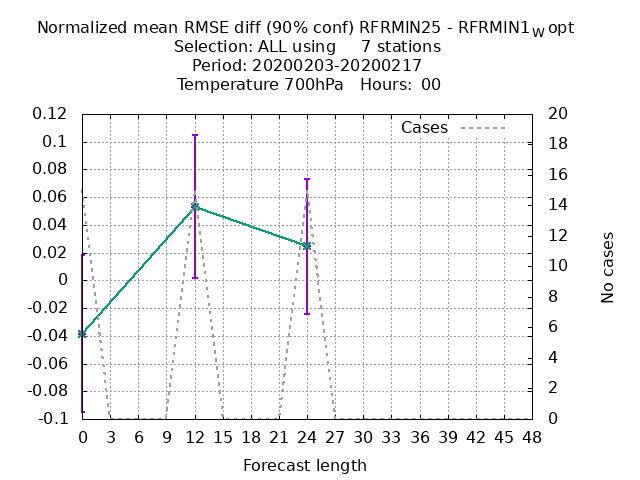 Normalized mean RMSE diff (90% conf) RFRMIN25 - RFRMIN1wopt
Selection: ALL using 7 stations
Period: 20200203-20200217
Temperature 700hPa Hours: 00
Cases
0.12
0.1
0.08
0.06
0.04
0.02
0
-0.02
-0.04
-0.06
-0.08
-0.1
20
18
16
14
12
10
8
6
4
2
0
No cases
0 3 6 9 12 15 18 21 24 27 30 33 36 39 42 45 48
Forecast length